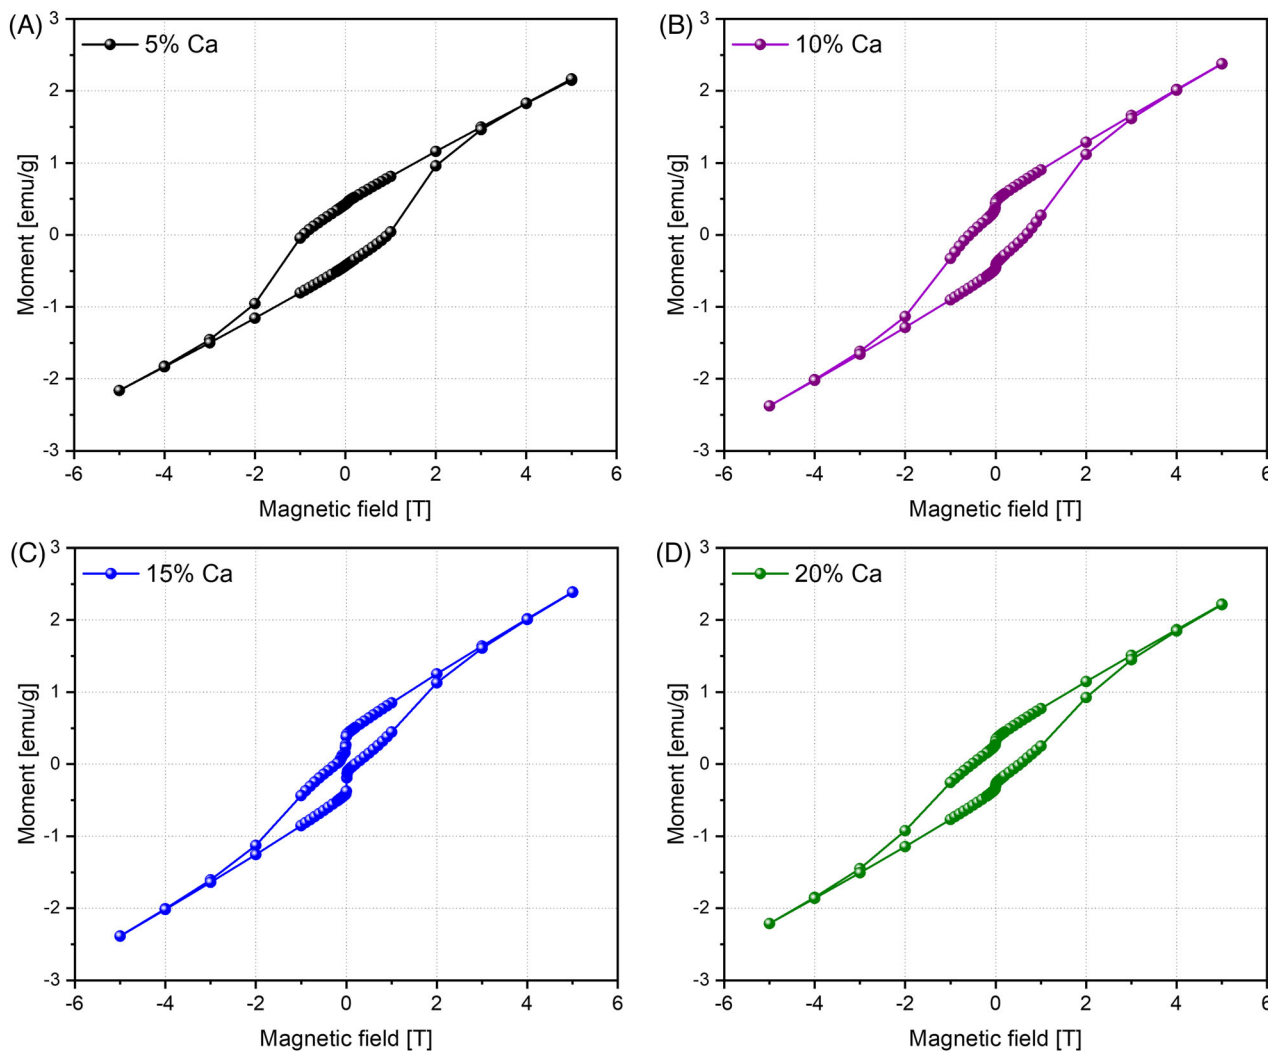 (A)
5% Ca
3
2
1
0
-1
-2
-3
Moment [emu/g]
-6 -4 -2 0 2 4 6
Magnetic field [T]
(B)
10% Ca
3
2
1
0
-1
-2
-3
Moment [emu/g]
-6 -4 -2 0 2 4 6
Magnetic field [T]
(C)
15% Ca
3
2
1
0
-1
-2
-3
Moment [emu/g]
-6 -4 -2 0 2 4 6
Magnetic field [T]
(D)
20% Ca
3
2
1
0
-1
-2
-3
Moment [emu/g]
-6 -4 -2 0 2 4 6
Magnetic field [T]